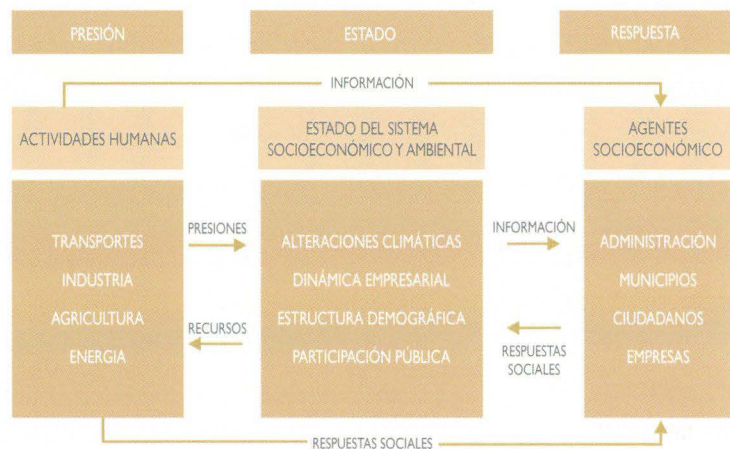 PRESIÓN
ESTADO
RESPUESTA
INFORMACIÓN
ACTIVIDADES HUMANAS
ESTADO DEL SISTEMA
SOCIOECONÓMICO Y AMBIENTAL
AGENTES
SOCIOECONÓMICO
TRANSPORTES
INDUSTRIA
AGRICULTURA
ENERGIA
PRESIONES
RECURSOS
ALTERACIONES CLIMÁTICAS
DINÁMICA EMPRESARIAL
ESTRUCTURA DEMOGRÁFICA
PARTICIPACIÓN PÚBLICA
INFORMACIÓN
RESPUESTAS
SOCIALES
ADMINISTRACIÓN
MUNICIPIOS
CIUDADANOS
EMPRESAS
RESPUESTAS SOCIALES